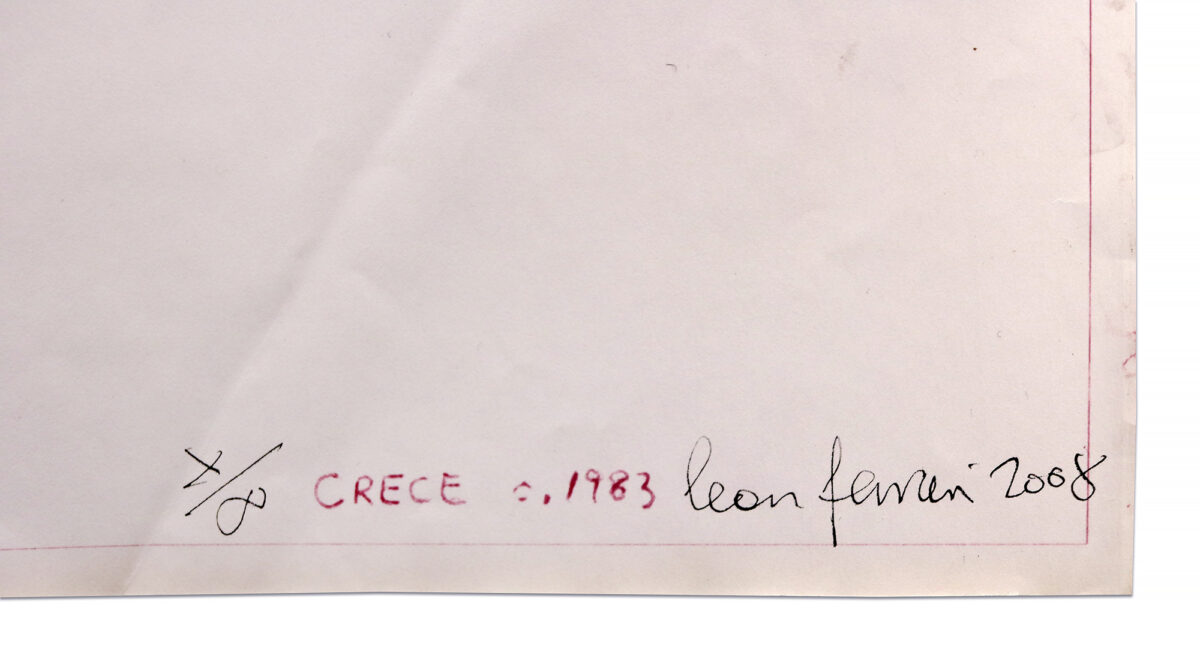 x/∞ CRECE c. 1983 leon ferrari 2008